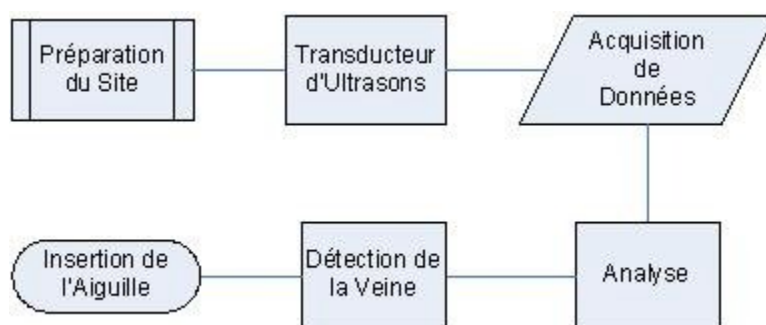 Préparation
du Site
Transducteur
d'Ultrasons
Acquisition
de
Données
Insertion de
l'Aiguille
Détection de
la Veine
Analyse